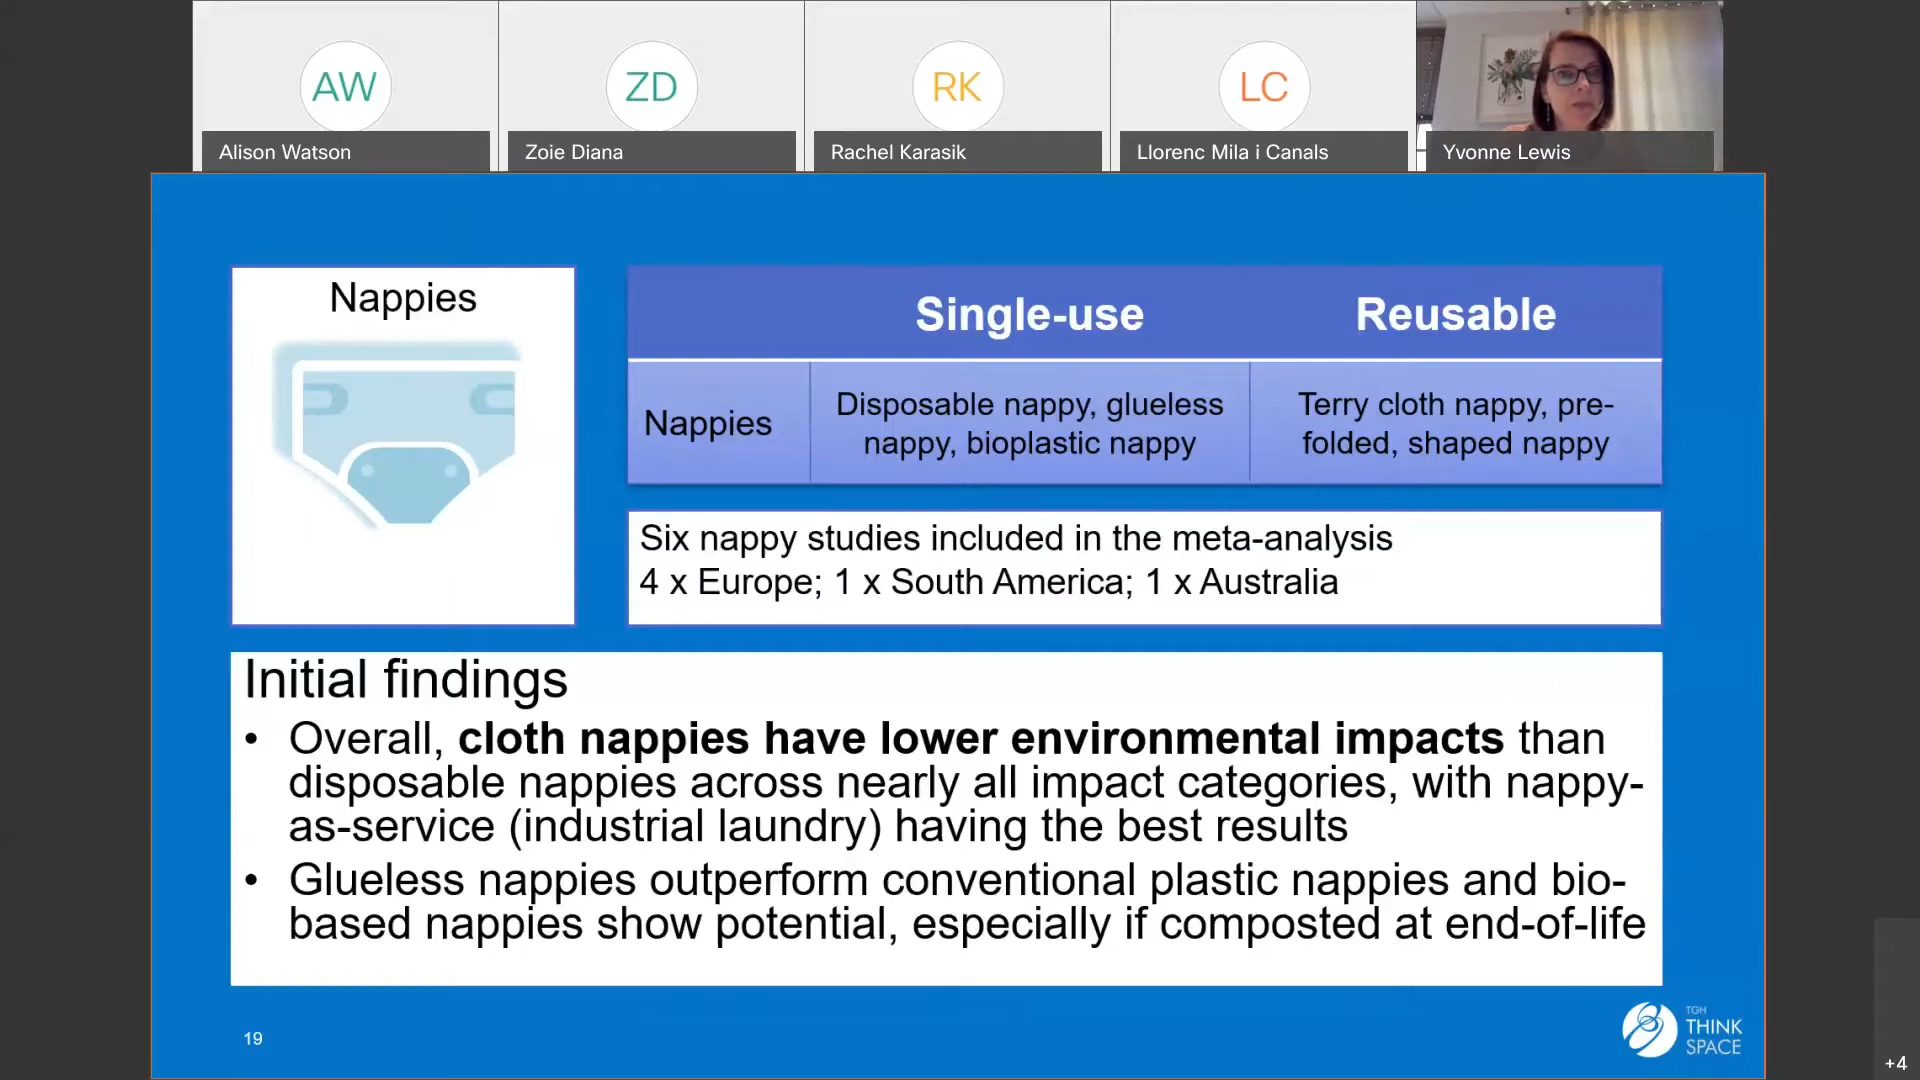 AW
ZD
RK
LC
Alison Watson
Zoie Diana
Rachel Karasik
Llorenc Mila i Canals
Yvonne Lewis
Nappies
Single-use
Reusable
Nappies
Disposable nappy, glueless
nappy, bioplastic nappy
Terry cloth nappy, pre-
folded, shaped nappy
Six nappy studies included in the meta-analysis
4 x Europe; 1 x South America; 1 x Australia
Initial findings
• Overall, cloth nappies have lower environmental impacts than
disposable nappies across nearly all impact categories, with nappy-
as-service (industrial laundry) having the best results
• Glueless nappies outperform conventional plastic nappies and bio-
based nappies show potential, especially if composted at end-of-life
19
TGH
THINK
SPACE
+4